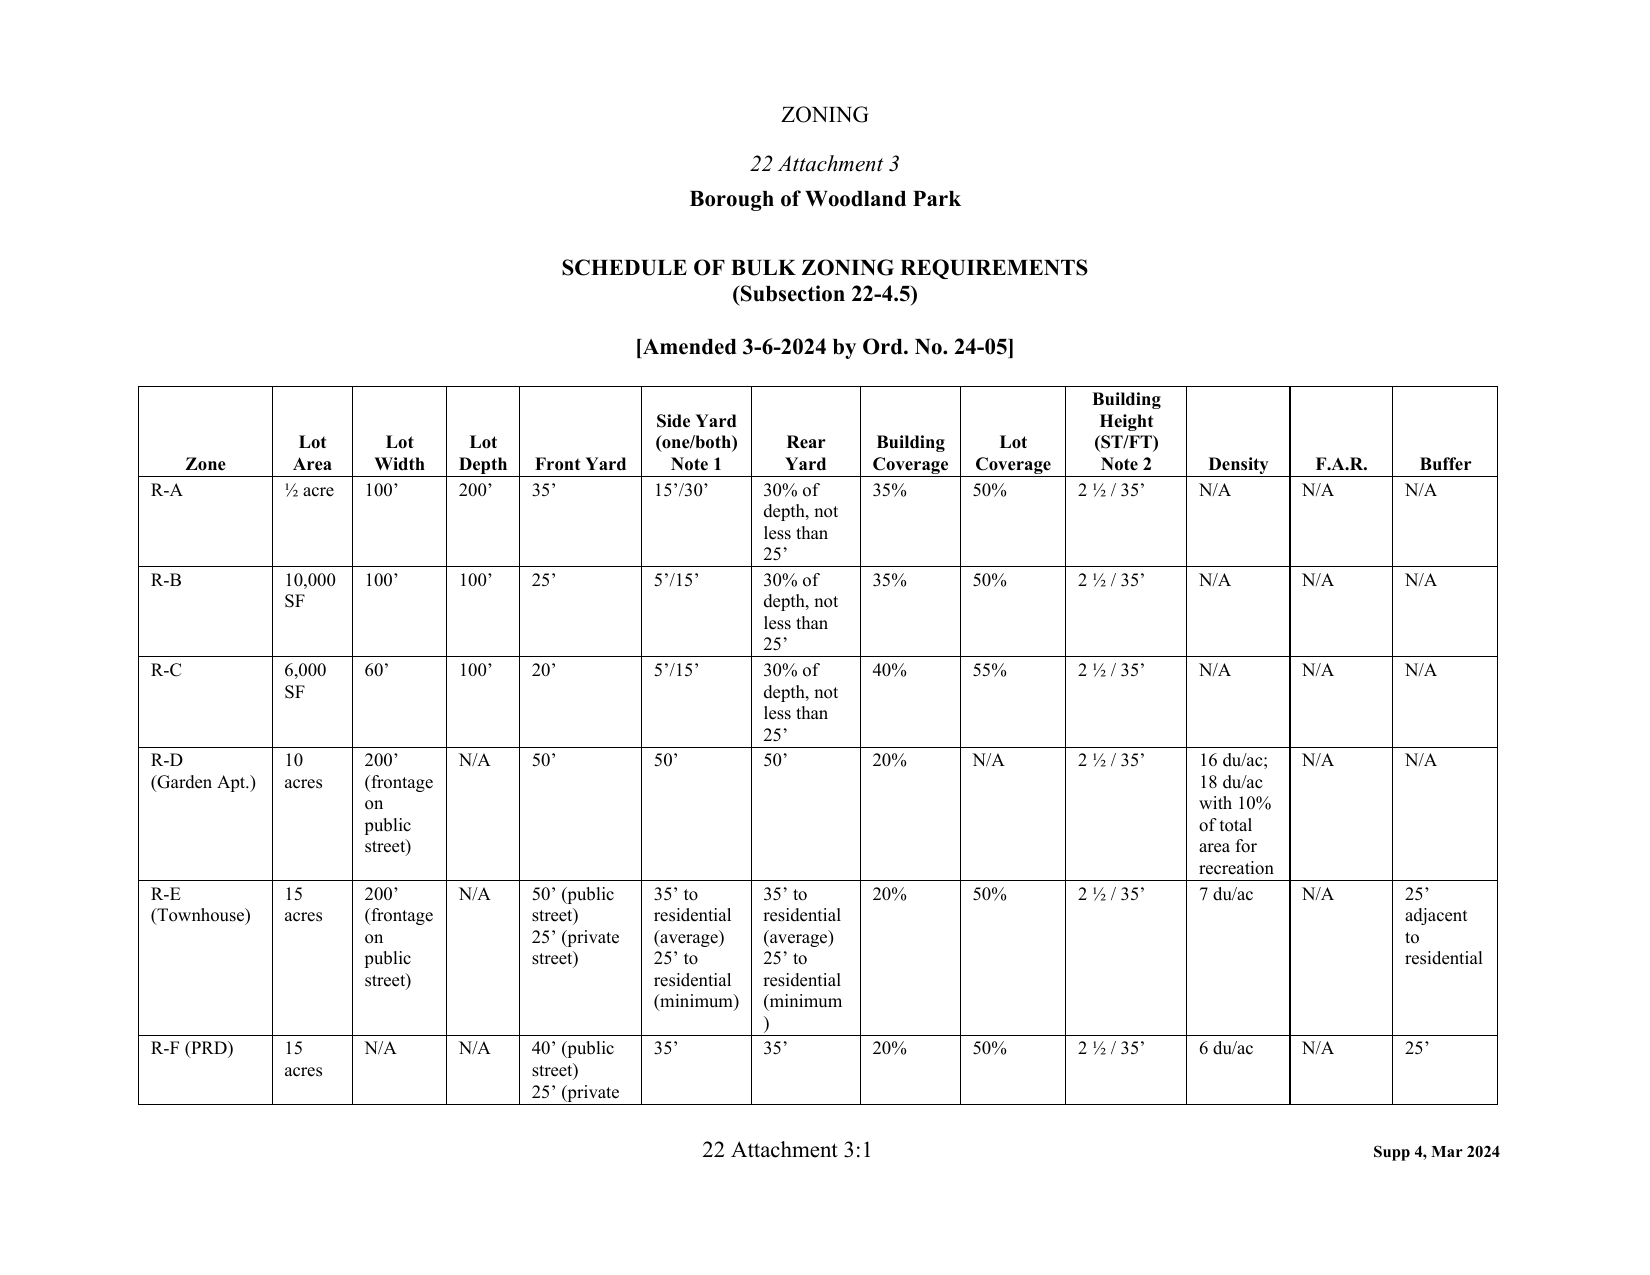 ZONING
22 Attachment 3
Borough of Woodland Park
SCHEDULE OF BULK ZONING REQUIREMENTS
(Subsection 22-4.5)
[Amended 3-6-2024 by Ord. No. 24-05]
Zone
Lot
Area
Lot
Width
Lot
Depth
Front Yard
Side Yard
(one/both)
Note 1
Rear
Yard
Building
Coverage
Lot
Coverage
Building
Height
(ST/FT)
Note 2
Density
F.A.R.
Buffer
R-A
½ acre
100’
200’
35’
15’/30’
30% of
depth, not
less than
25’
35%
50%
2 ½ / 35’
N/A
N/A
N/A
R-B
10,000
SF
100’
100’
25’
5’/15’
30% of
depth, not
less than
25’
35%
50%
2 ½ / 35’
N/A
N/A
N/A
R-C
6,000
SF
60’
100’
20’
5’/15’
30% of
depth, not
less than
25’
40%
55%
2 ½ / 35’
N/A
N/A
N/A
R-D
(Garden Apt.)
10
acres
200’
(frontage
on
public
street)
N/A
50’
50’
50’
20%
N/A
2 ½ / 35’
16 du/ac;
18 du/ac
with 10%
of total
area for
recreation
N/A
N/A
R-E
(Townhouse)
15
acres
200’
(frontage
on
public
street)
N/A
50’ (public
street)
25’ (private
street)
35’ to
residential
(average)
25’ to
residential
(minimum)
35’ to
residential
(average)
25’ to
residential
(minimum
)
20%
50%
2 ½ / 35’
7 du/ac
N/A
25’
adjacent
to
residential
R-F (PRD)
15
acres
N/A
N/A
40’ (public
street)
25’ (private
35’
35’
20%
50%
2 ½ / 35’
6 du/ac
N/A
25’
22 Attachment 3:1
Supp 4, Mar 2024